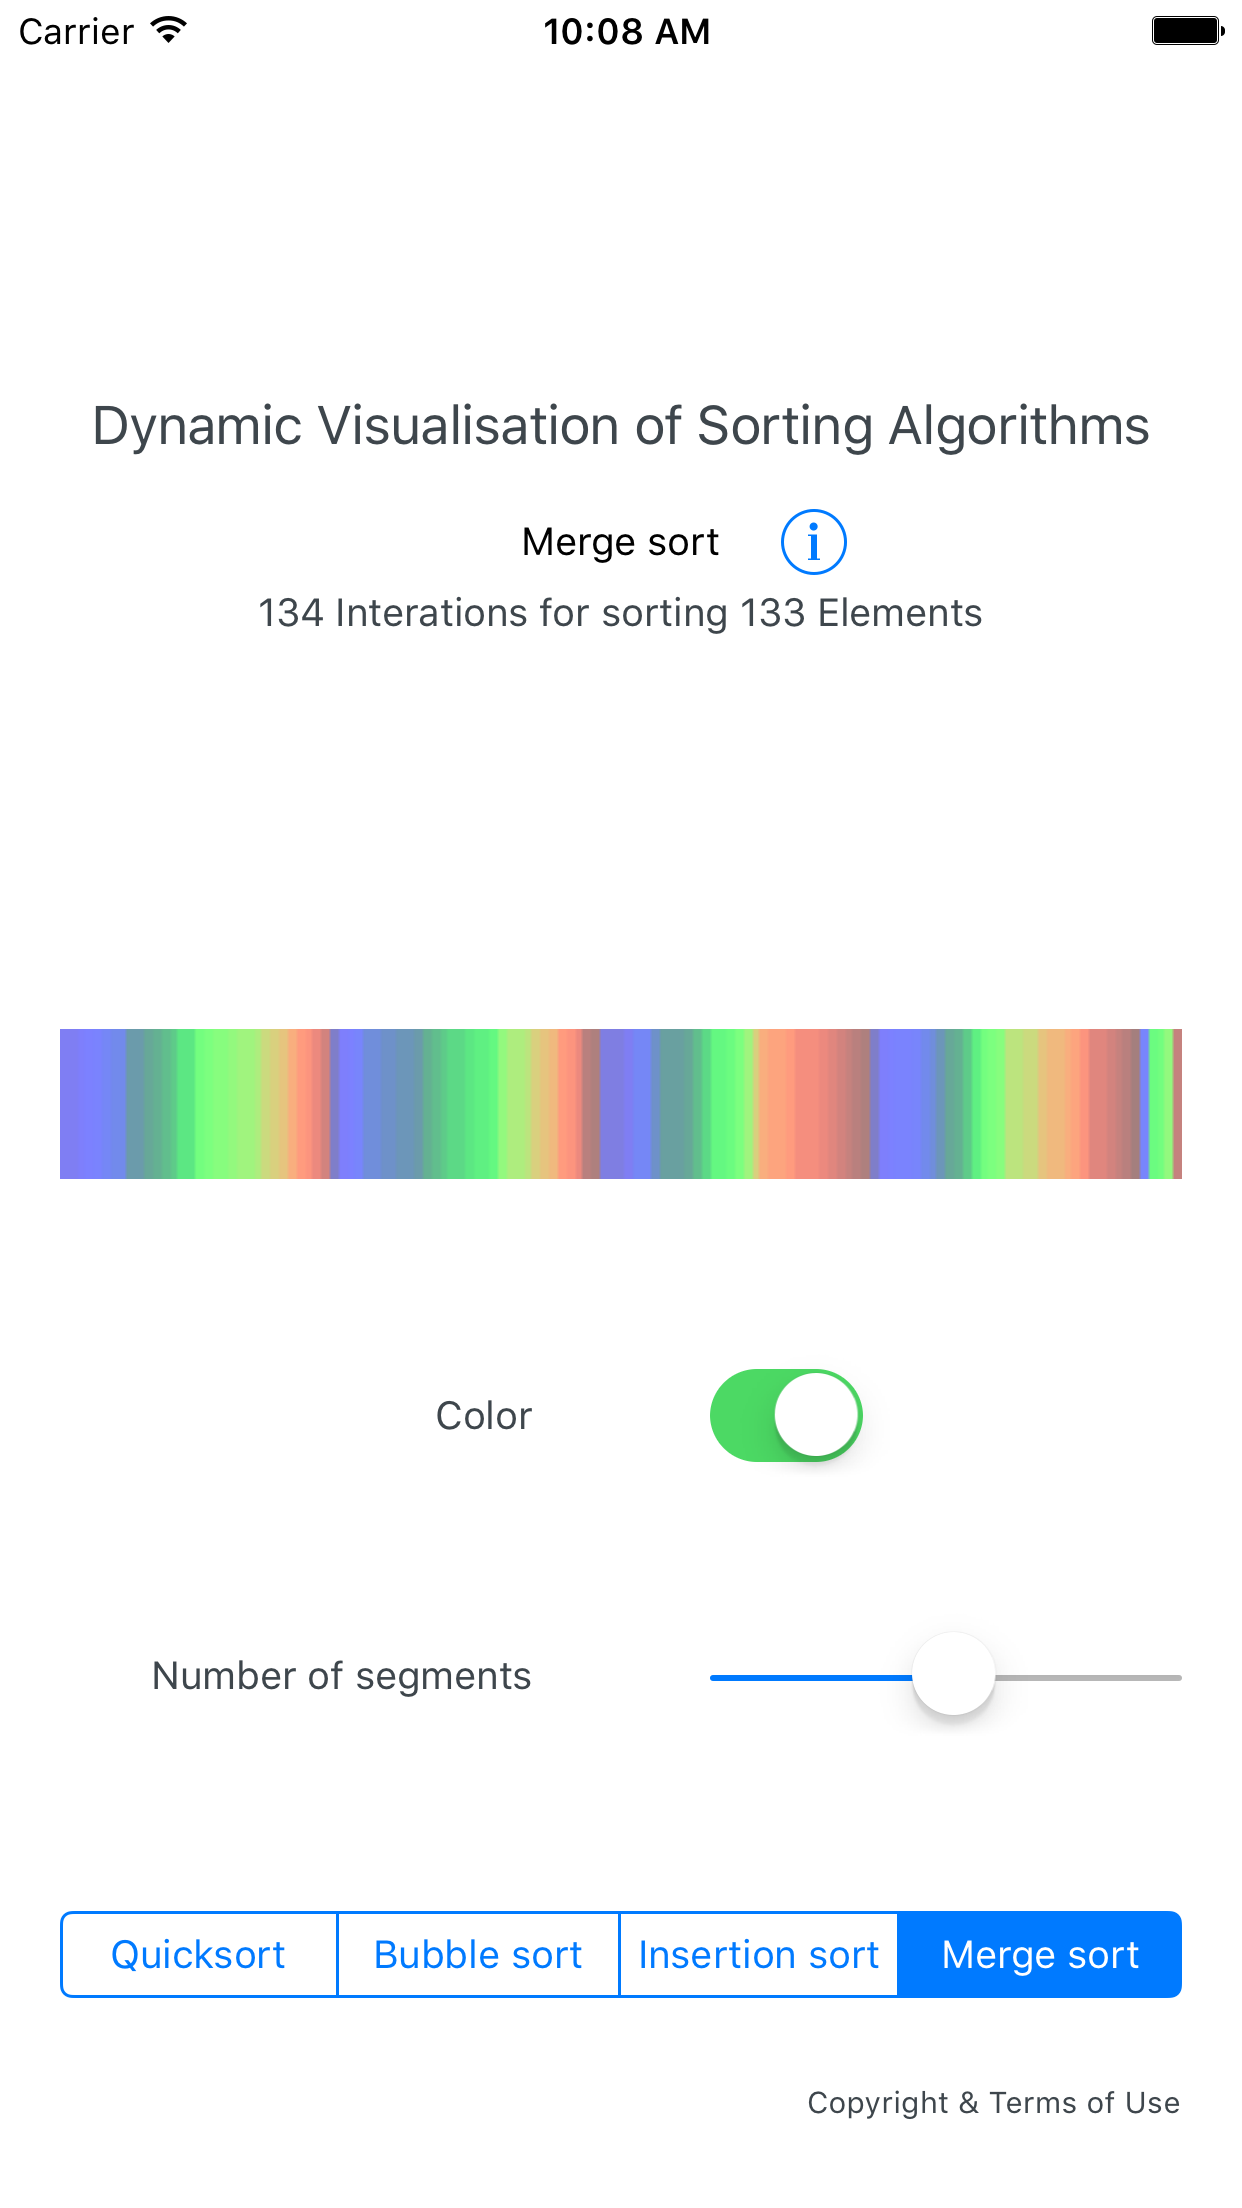 Carrier 10:08 AM
Dynamic Visualisation of Sorting Algorithms
Merge sort i
134 Interations for sorting 133 Elements
Color
Number of segments
Quicksort Bubble sort Insertion sort Merge sort
Copyright & Terms of Use